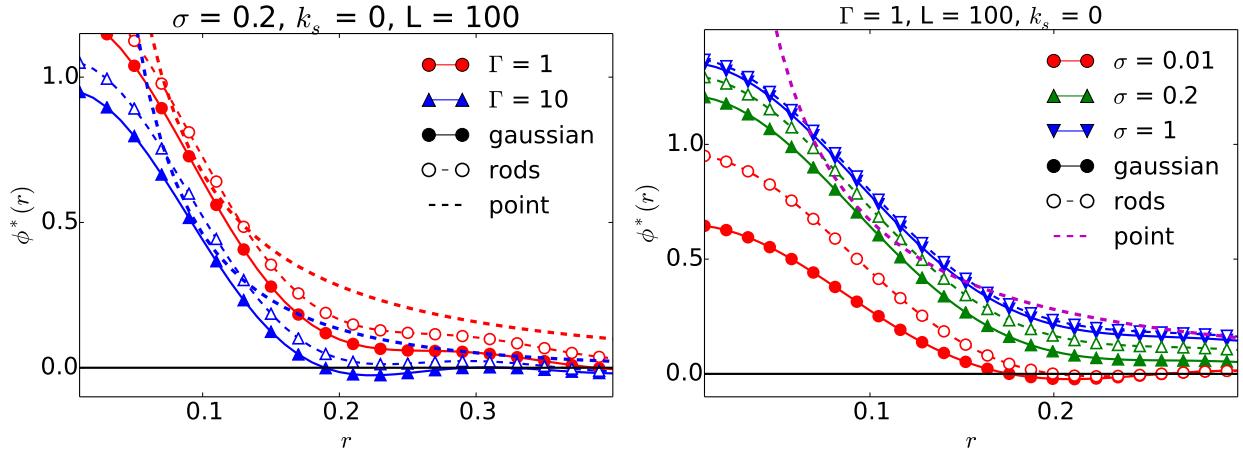 σ = 0.2, kₛ = 0, L = 100
1.0
0.5
0.0
ϕ* (r)
Γ = 1
Γ = 10
gaussian
rods
point
0.1
0.2
0.3
r
Γ = 1, L = 100, kₛ = 0
1.0
0.5
0.0
ϕ* (r)
σ = 0.01
σ = 0.2
σ = 1
gaussian
rods
point
0.1
0.2
r